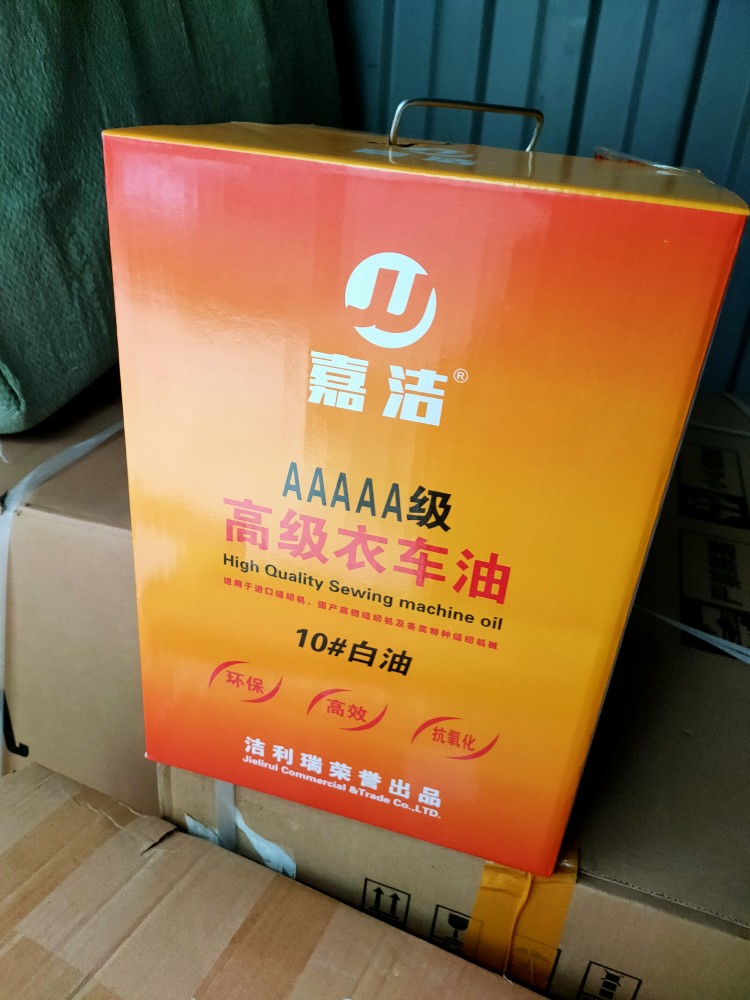 嘉洁®
AAAAA级
高级衣车油
High Quality Sewing machine oil
适用于进口缝纫机、国产高档缝纫机及各类特种缝纫机械
10#白油
环保
高效
抗氧化
洁利瑞荣誉出品
Jielirui Commercial &Trade Co.,LTD.